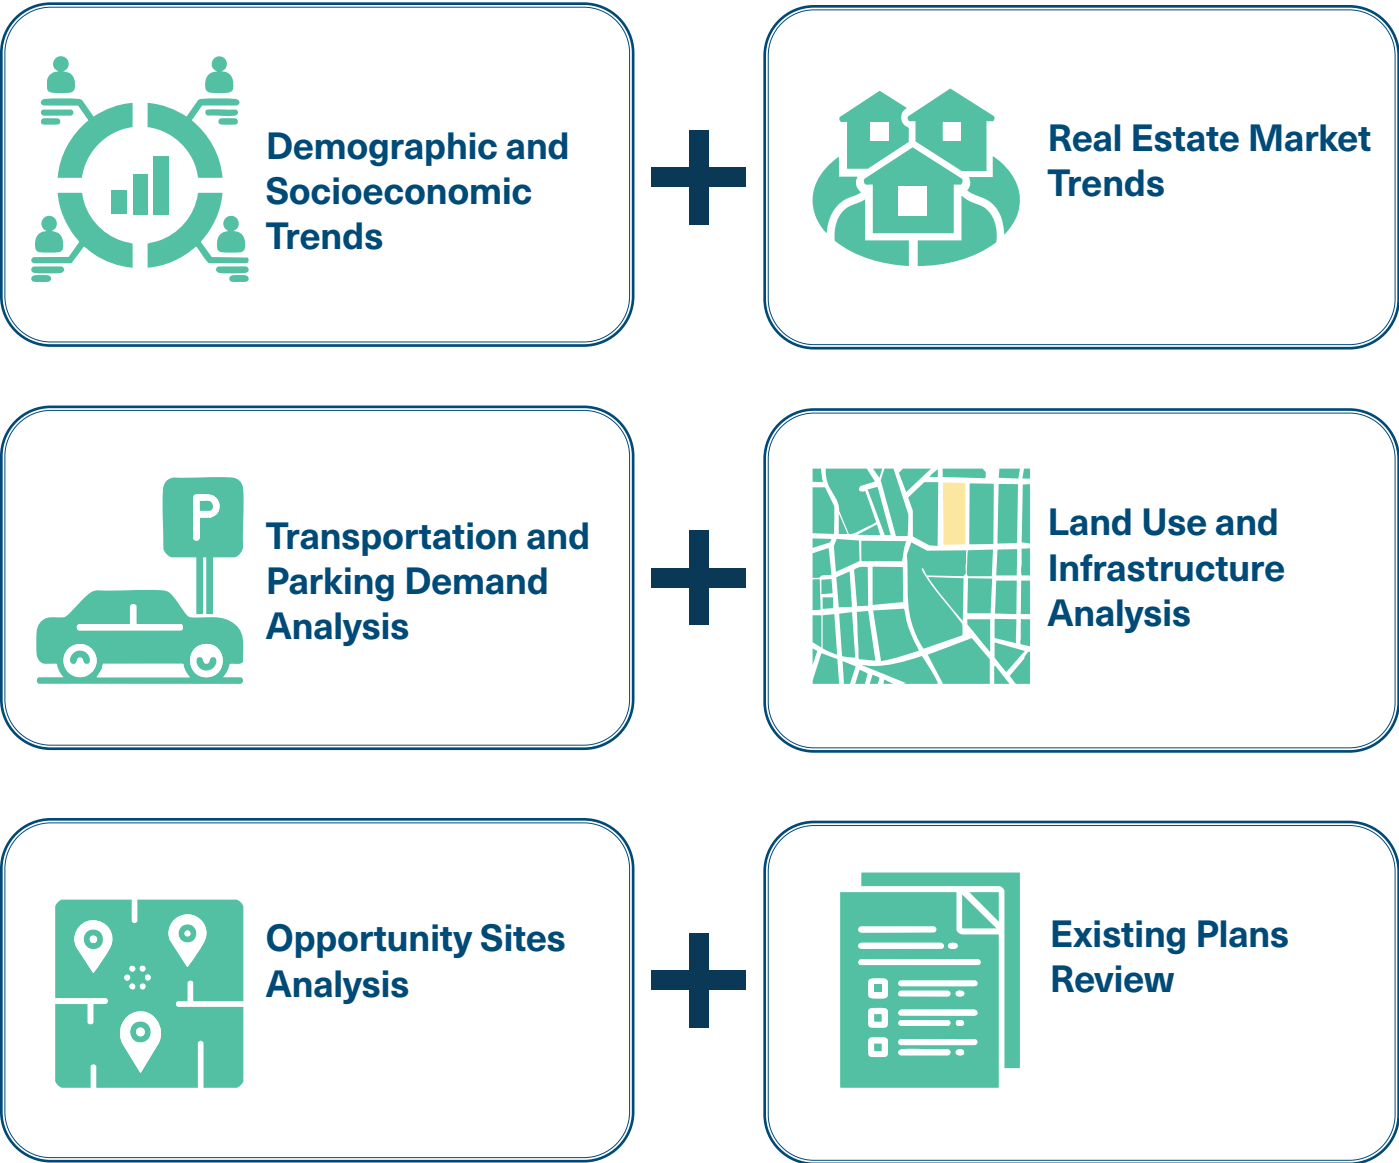 Demographic and
Socioeconomic
Trends
Real Estate Market
Trends
P
Transportation and
Parking Demand
Analysis
Land Use and
Infrastructure
Analysis
Opportunity Sites
Analysis
Existing Plans
Review